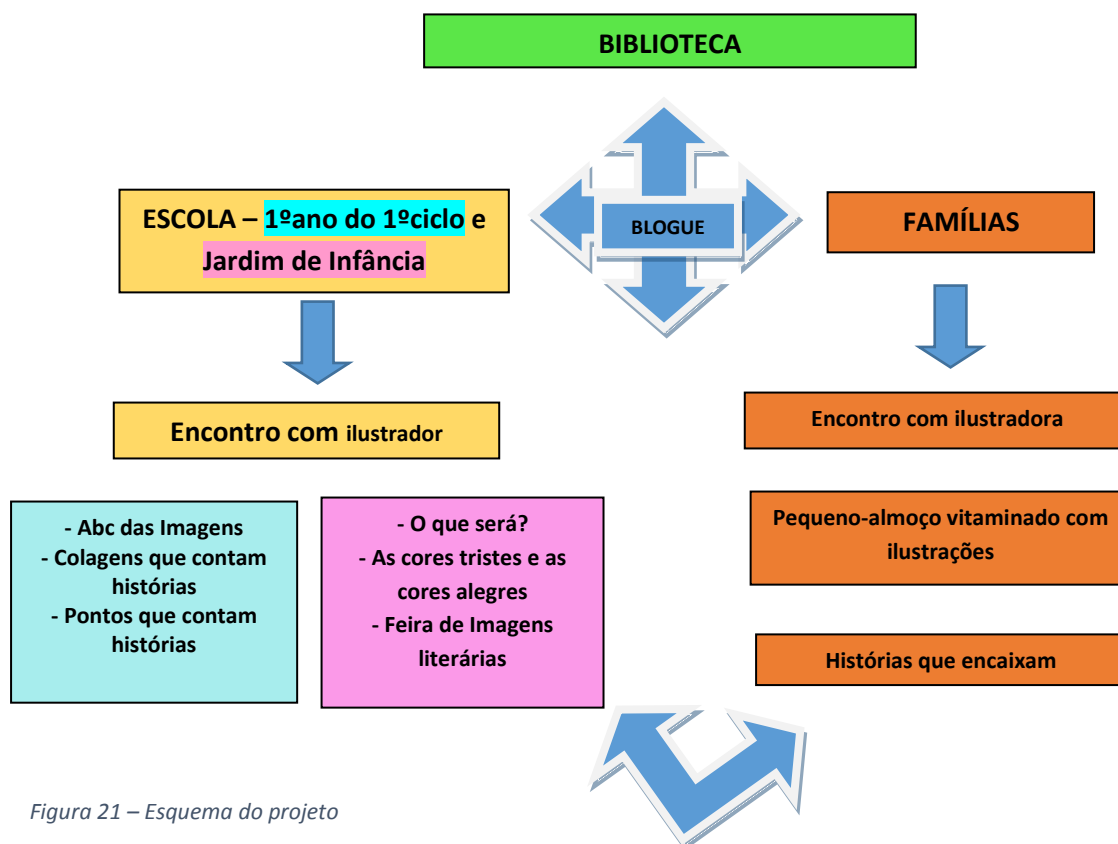 BIBLIOTECA
ESCOLA – 1ºano do 1ºciclo e
Jardim de Infância
BLOGUE
FAMÍLIAS
Encontro com ilustrador
Encontro com ilustradora
- Abc das Imagens
- Colagens que contam
histórias
- Pontos que contam
histórias
- O que será?
- As cores tristes e as
cores alegres
- Feira de Imagens
literárias
Pequeno-almoço vitaminado com
ilustrações
Histórias que encaixam
Figura 21 – Esquema do projeto